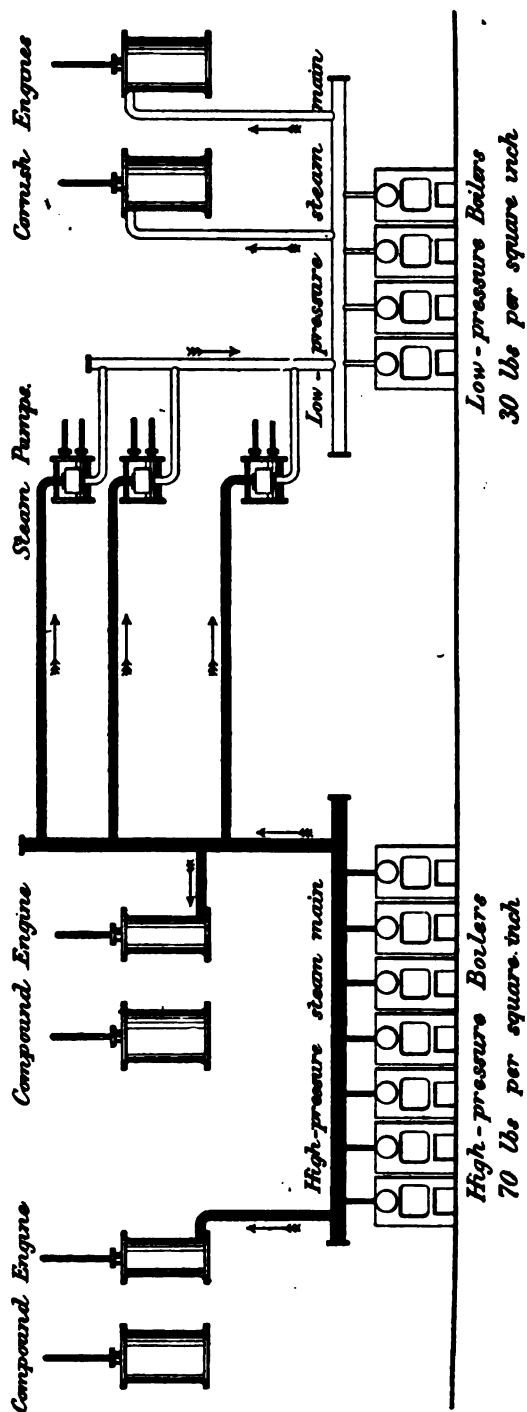 Compound Engine
Compound Engine
Steam Pumps.
Cornish Engines
High-pressure steam main
Low-pressure steam main
High-pressure Boilers
70 lbs per square inch
Low-pressure Boilers
30 lbs per square inch